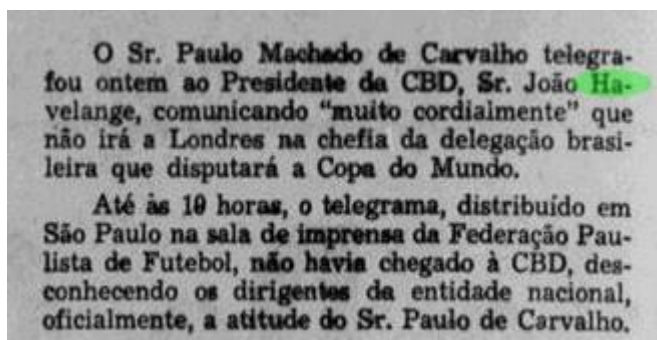 O Sr. Paulo Machado de Carvalho telegra-
fou ontem ao Presidente da CBD, Sr. João Ha-
velange, comunicando “muito cordialmente” que
não irá a Londres na chefia da delegação brasi-
leira que disputará a Copa do Mundo.
Até às 19 horas, o telegrama, distribuído em
São Paulo na sala de imprensa da Federação Pau-
lista de Futebol, não havia chegado à CBD, des-
conhecendo os dirigentes da entidade nacional,
oficialmente, a atitude do Sr. Paulo de Carvalho.